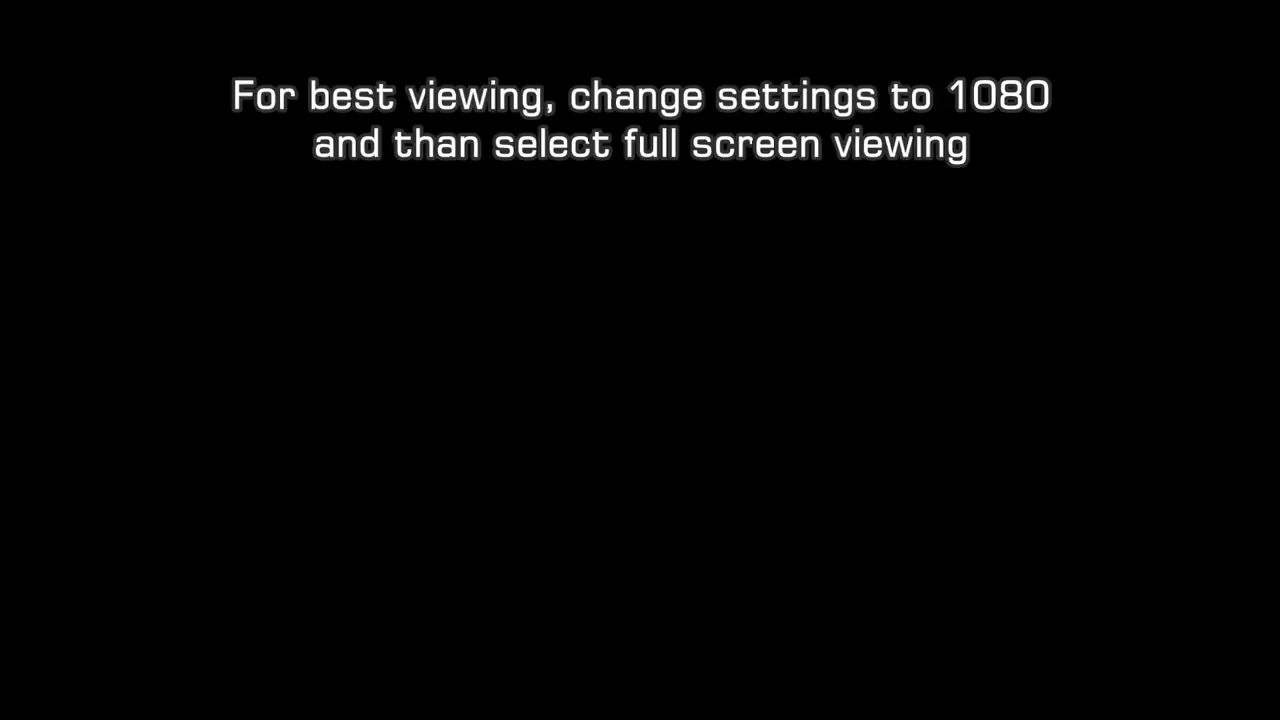 For best viewing, change settings to 1080
and than select full screen viewing